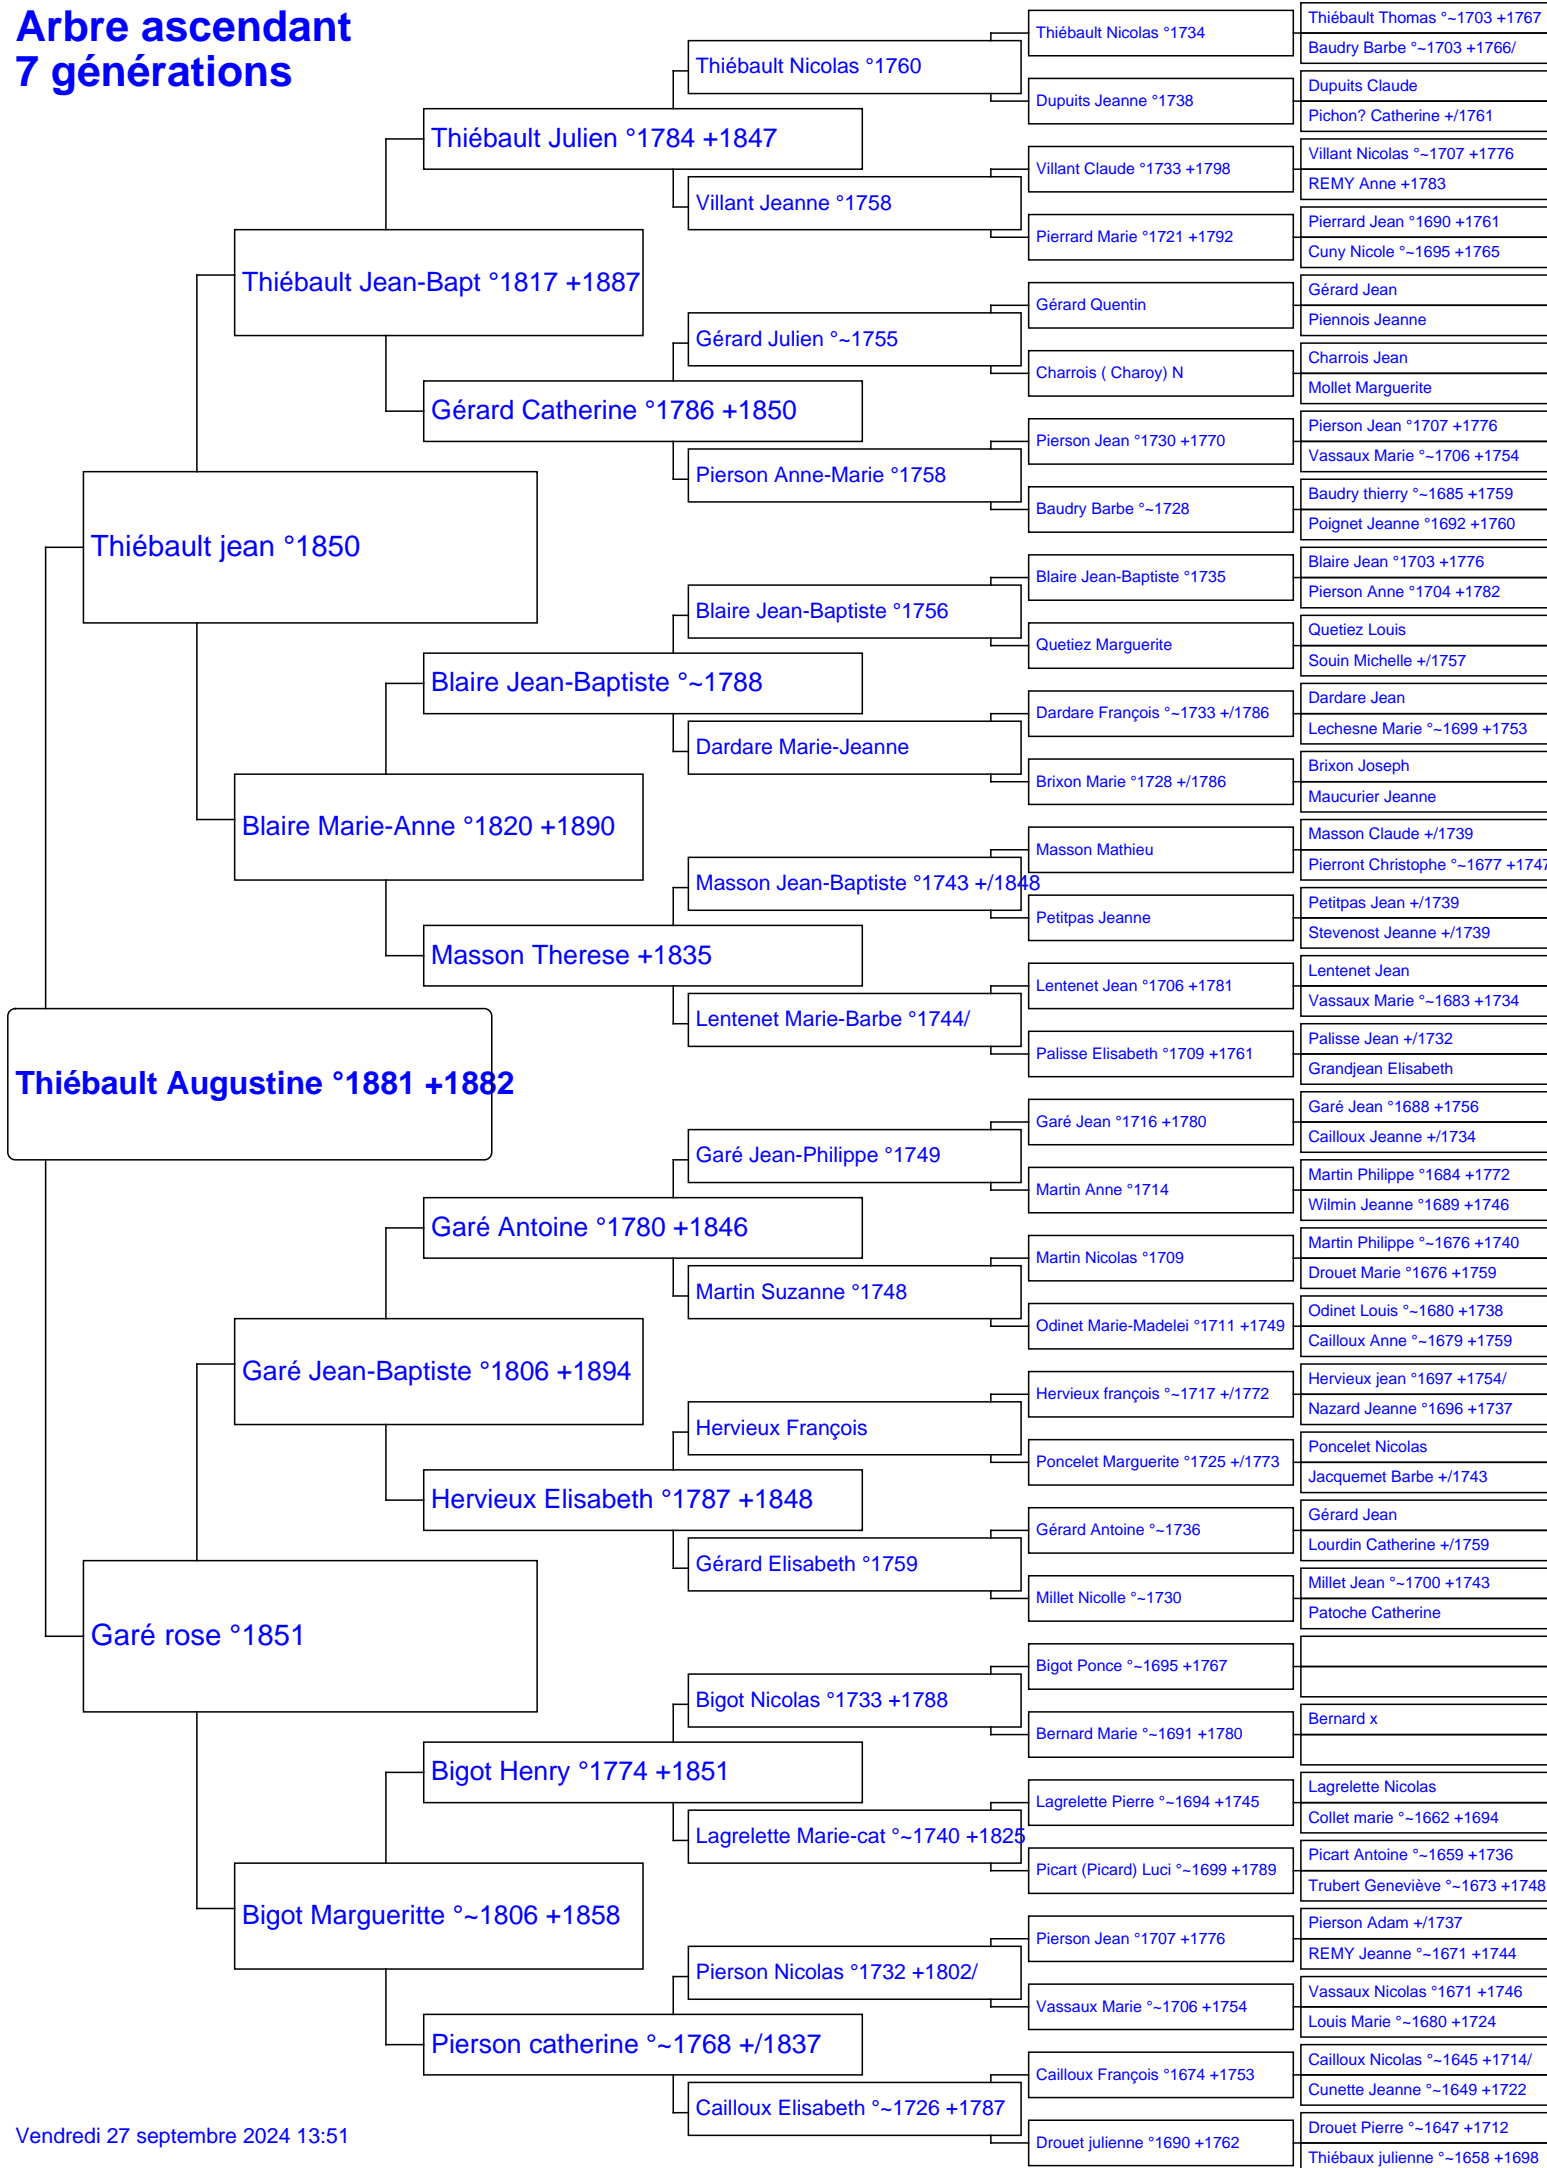 Arbre ascendant
7 générations
Thiébault Augustine °1881 +1882
Thiébault jean °1850
Garé rose °1851
Thiébault Jean-Bapt °1817 +1887
Blaire Marie-Anne °1820 +1890
Garé Jean-Baptiste °1806 +1894
Bigot Margueritte °~1806 +1858
Thiébault Julien °1784 +1847
Gérard Catherine °1786 +1850
Blaire Jean-Baptiste °~1788
Masson Therese +1835
Garé Antoine °1780 +1846
Hervieux Elisabeth °1787 +1848
Bigot Henry °1774 +1851
Pierson catherine °~1768 +/1837
Thiébault Nicolas °1760
Villant Jeanne °1758
Gérard Julien °~1755
Pierson Anne-Marie °1758
Blaire Jean-Baptiste °1756
Dardare Marie-Jeanne
Masson Jean-Baptiste °1743 +/1848
Lentenet Marie-Barbe °1744/
Garé Jean-Philippe °1749
Martin Suzanne °1748
Hervieux François
Gérard Elisabeth °1759
Bigot Nicolas °1733 +1788
Lagrelette Marie-cat °~1740 +1825
Pierson Nicolas °1732 +1802/
Cailloux Elisabeth °~1726 +1787
Thiébault Nicolas °1734
Dupuits Jeanne °1738
Villant Claude °1733 +1798
Pierrard Marie °1721 +1792
Gérard Quentin
Charrois ( Charoy) N
Pierson Jean °1730 +1770
Baudry Barbe °~1728
Blaire Jean-Baptiste °1735
Quetiez Marguerite
Dardare François °~1733 +/1786
Brixon Marie °1728 +/1786
Masson Mathieu
Petitpas Jeanne
Lentenet Jean °1706 +1781
Palisse Elisabeth °1709 +1761
Garé Jean °1716 +1780
Martin Anne °1714
Martin Nicolas °1709
Odinet Marie-Madelei °1711 +1749
Hervieux françois °~1717 +/1772
Poncelet Marguerite °1725 +/1773
Gérard Antoine °~1736
Millet Nicolle °~1730
Bigot Ponce °~1695 +1767
Bernard Marie °~1691 +1780
Lagrelette Pierre °~1694 +1745
Picart (Picard) Luci °~1699 +1789
Pierson Jean °1707 +1776
Vassaux Marie °~1706 +1754
Cailloux François °1674 +1753
Drouet julienne °1690 +1762
Thiébault Thomas °~1703 +1767
Baudry Barbe °~1703 +1766/
Dupuits Claude
Pichon? Catherine +/1761
Villant Nicolas °~1707 +1776
REMY Anne +1783
Pierrard Jean °1690 +1761
Cuny Nicole °~1695 +1765
Gérard Jean
Piennois Jeanne
Charrois Jean
Mollet Marguerite
Pierson Jean °1707 +1776
Vassaux Marie °~1706 +1754
Baudry thierry °~1685 +1759
Poignet Jeanne °1692 +1760
Blaire Jean °1703 +1776
Pierson Anne °1704 +1782
Quetiez Louis
Souin Michelle +/1757
Dardare Jean
Lechesne Marie °~1699 +1753
Brixon Joseph
Maucurier Jeanne
Masson Claude +/1739
Pierront Christophe °~1677 +1747
Petitpas Jean +/1739
Stevenost Jeanne +/1739
Lentenet Jean
Vassaux Marie °~1683 +1734
Palisse Jean +/1732
Grandjean Elisabeth
Garé Jean °1688 +1756
Cailloux Jeanne +/1734
Martin Philippe °1684 +1772
Wilmin Jeanne °1689 +1746
Martin Philippe °~1676 +1740
Drouet Marie °1676 +1759
Odinet Louis °~1680 +1738
Cailloux Anne °~1679 +1759
Hervieux jean °1697 +1754/
Nazard Jeanne °1696 +1737
Poncelet Nicolas
Jacquemet Barbe +/1743
Gérard Jean
Lourdin Catherine +/1759
Millet Jean °~1700 +1743
Patoche Catherine
Bernard x
Lagrelette Nicolas
Collet marie °~1662 +1694
Picart Antoine °~1659 +1736
Trubert Geneviève °~1673 +1748
Pierson Adam +/1737
REMY Jeanne °~1671 +1744
Vassaux Nicolas °1671 +1746
Louis Marie °~1680 +1724
Cailloux Nicolas °~1645 +1714/
Cunette Jeanne °~1649 +1722
Drouet Pierre °~1647 +1712
Thiébaux julienne °~1658 +1698
Vendredi 27 septembre 2024 13:51